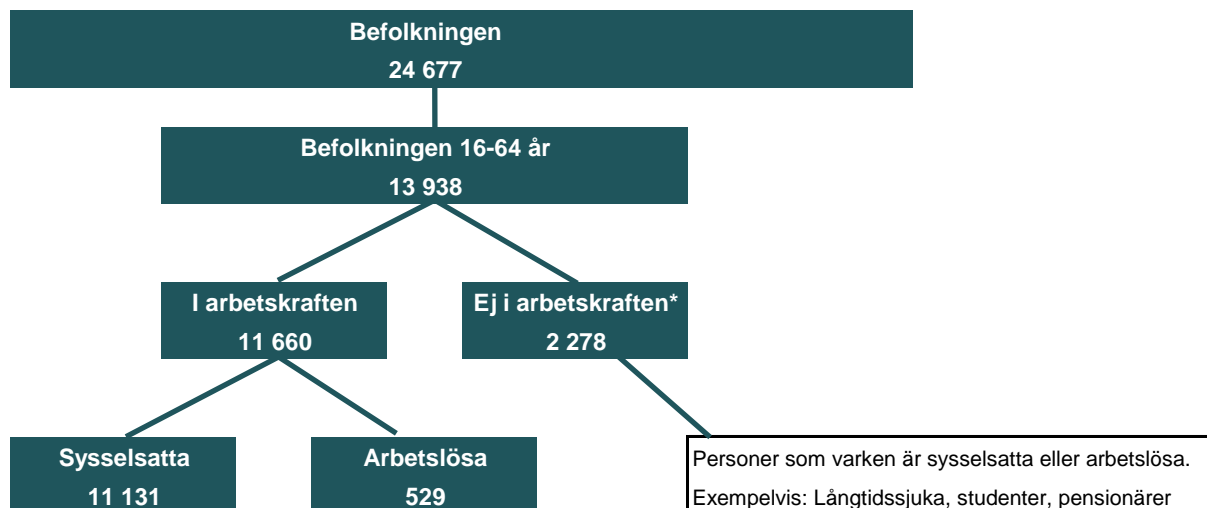 Befolkningen
24 677
Befolkningen 16-64 år
13 938
I arbetskraften
11 660
Ej i arbetskraften*
2 278
Sysselsatta
11 131
Arbetslösa
529
Personer som varken är sysselsatta eller arbetslösa.
Exempelvis: Långtidssjuka, studenter, pensionärer